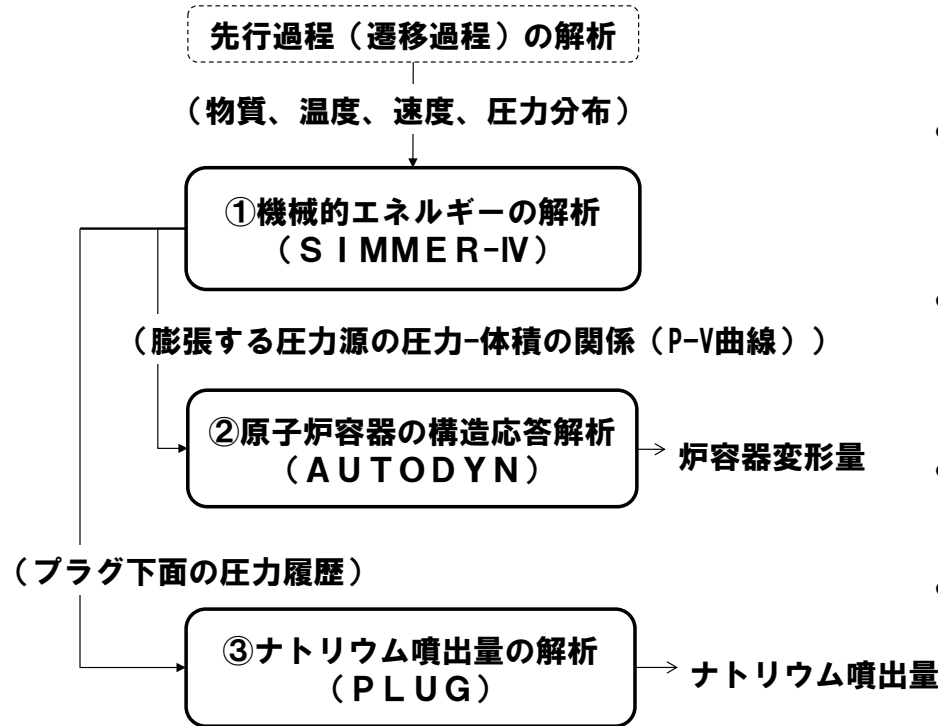 先行過程（遷移過程）の解析
（物質、温度、速度、圧力分布）
①機械的エネルギーの解析
（ＳＩＭＭＥＲ-Ⅳ）
（膨張する圧力源の圧力-体積の関係（P-V曲線））
②原子炉容器の構造応答解析
（ＡＵＴＯＤＹＮ）
炉容器変形量
（プラグ下面の圧力履歴）
③ナトリウム噴出量の解析
（ＰＬＵＧ）
ナトリウム噴出量